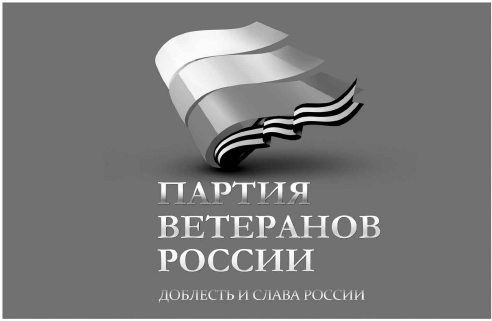 ПАРТИЯ
ВЕТЕРАНОВ
РОССИИ
ДОБЛЕСТЬ И СЛАВА РОССИИ